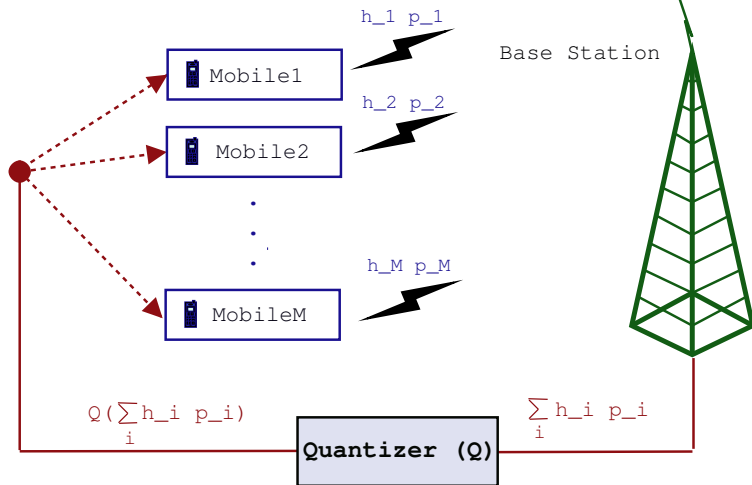 h_1 p_1
Base Station
Mobile1
h_2 p_2
Mobile2
h_M p_M
MobileM
Q(∑ h_i p_i)
i
∑ h_i p_i
i
Quantizer (Q)